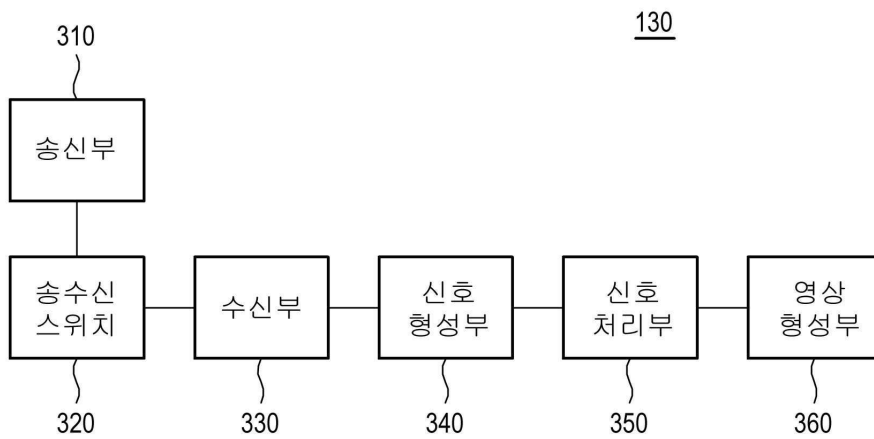 130
310
송신부
송수신
스위치
수신부
신호
형성부
신호
처리부
영상
형성부
320
330
340
350
360